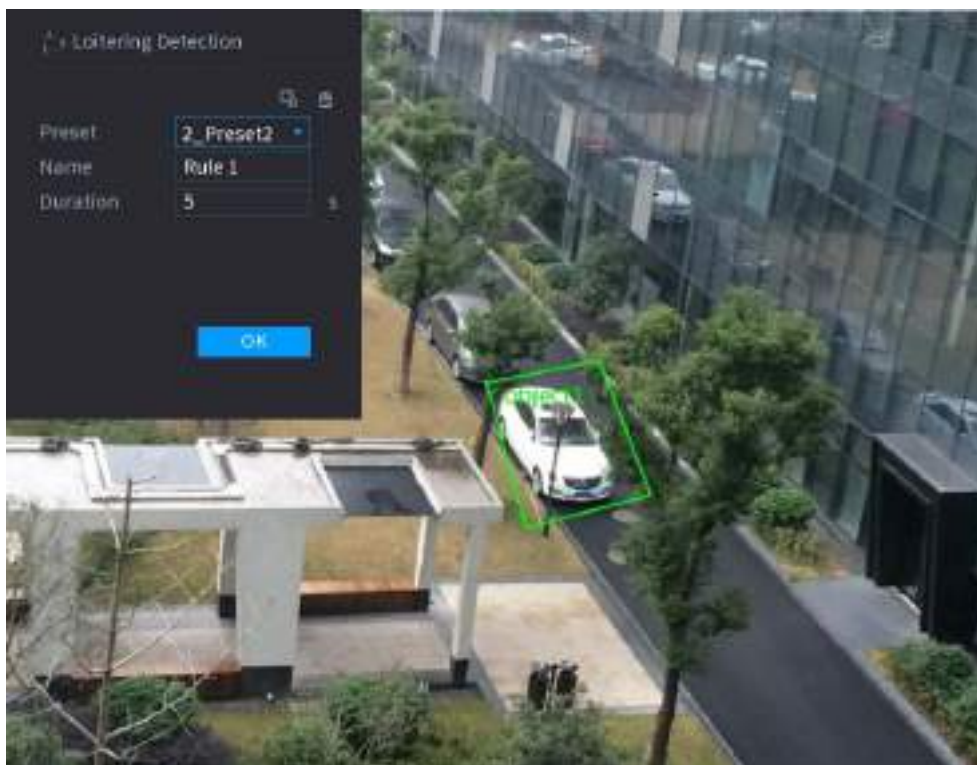 Loitering Detection
Preset 2_Preset2
Name Rule 1
Duration 5 s
OK